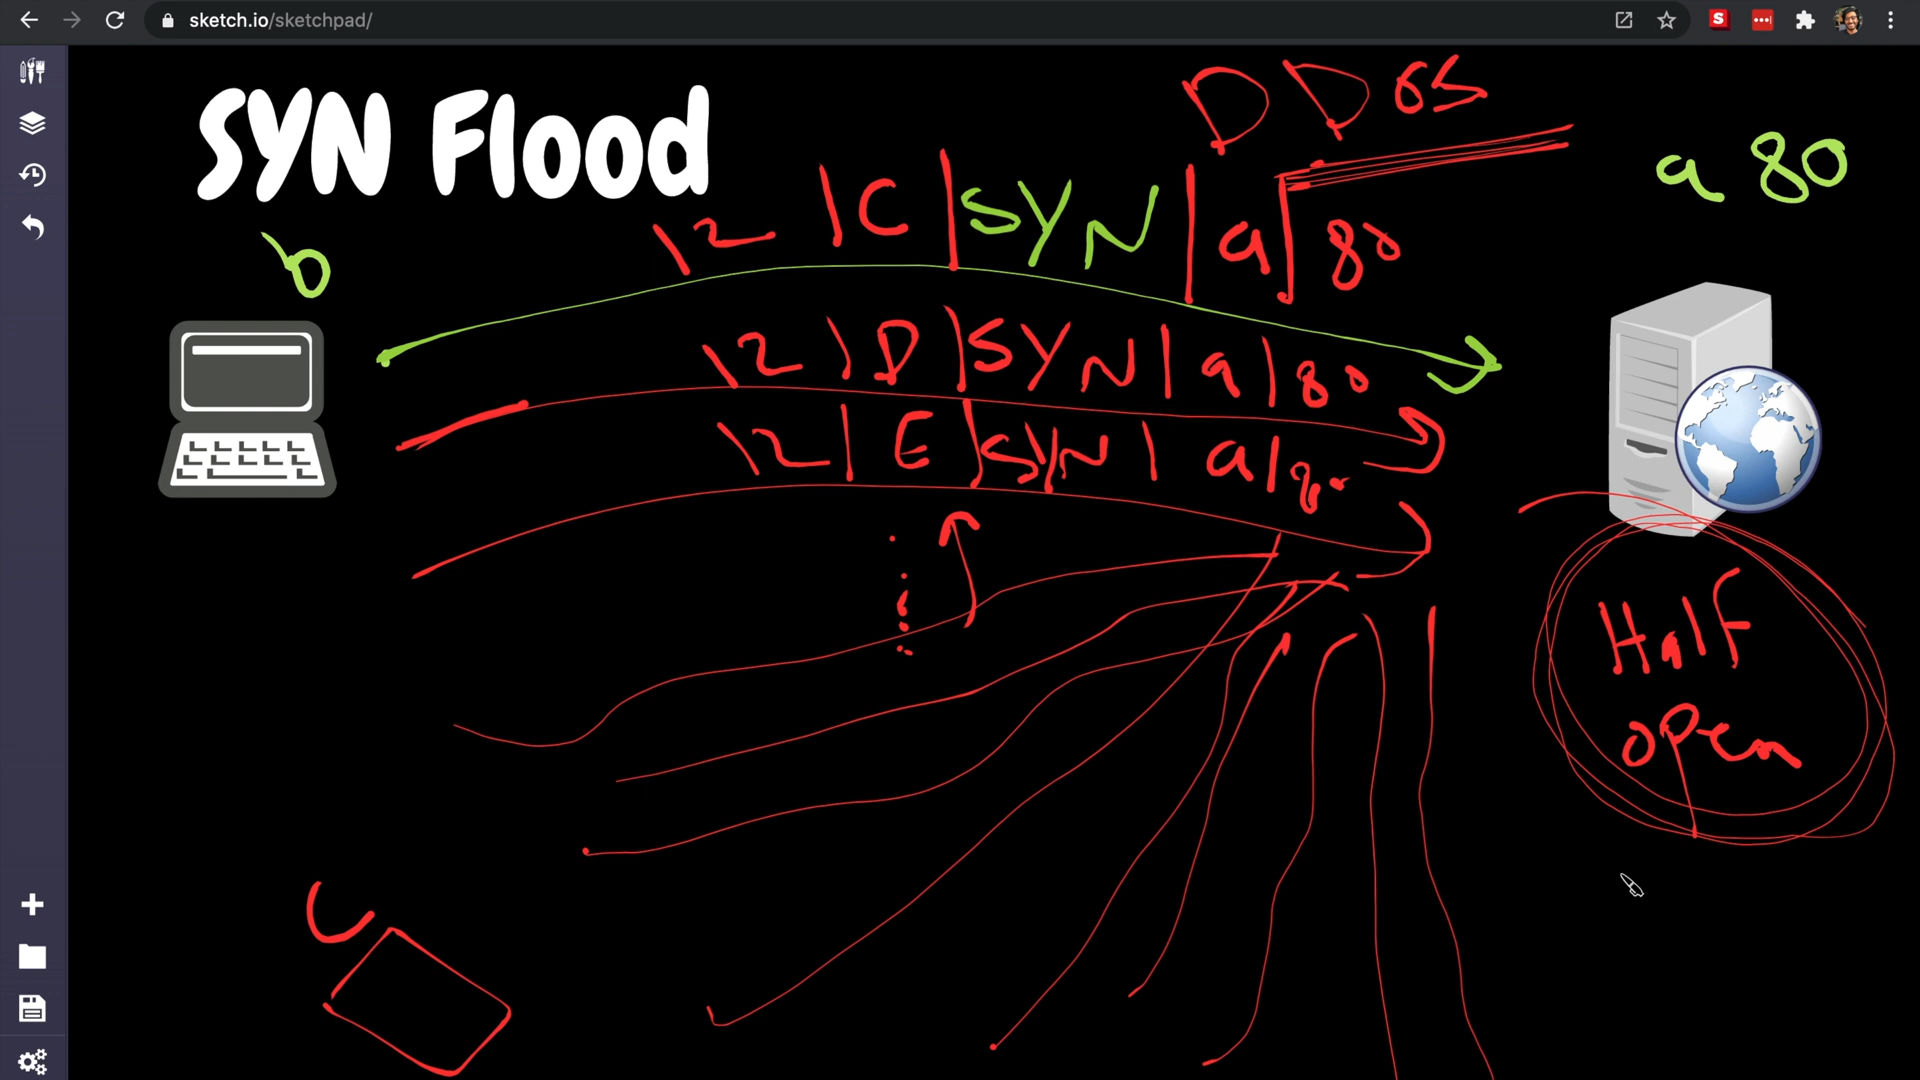 sketch.io/sketchpad/
SYN Flood
DDOS
a 80
b
12 | C | SYN | a | 80
12 | D | SYN | a | 80
12 | E | SYN | a | 80
Half
open
C